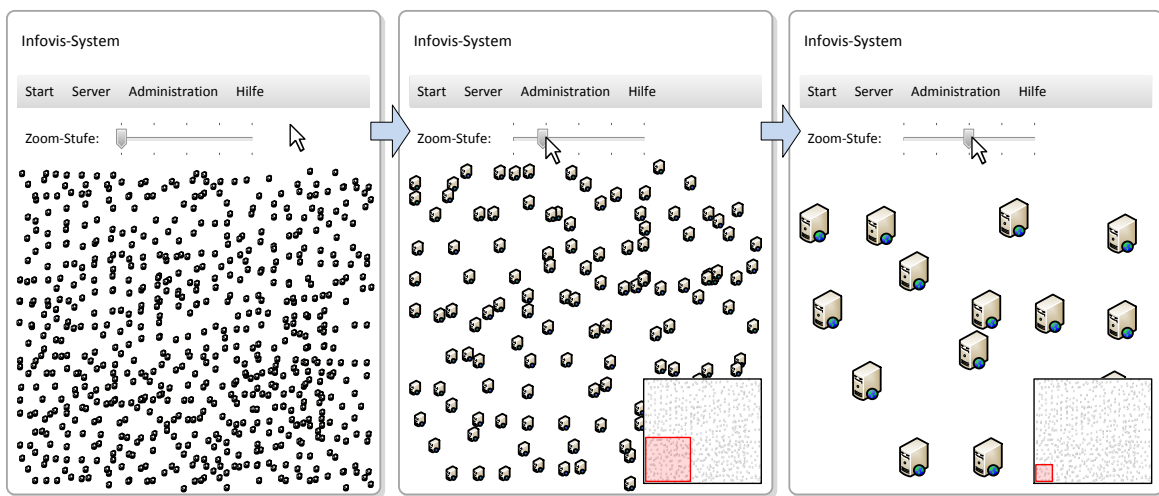 Infovis-System
Start Server Administration Hilfe
Zoom-Stufe:
Infovis-System
Start Server Administration Hilfe
Zoom-Stufe:
Infovis-System
Start Server Administration Hilfe
Zoom-Stufe: